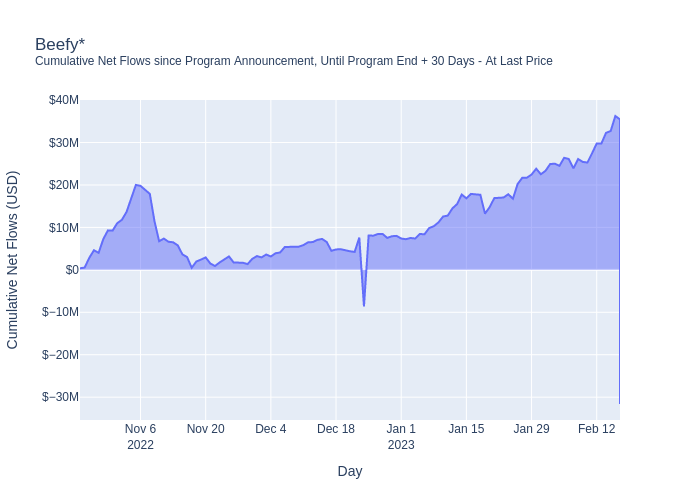 Beefy*
Cumulative Net Flows since Program Announcement, Until Program End + 30 Days - At Last Price
Cumulative Net Flows (USD)
$40M
$30M
$20M
$10M
$0
$−10M
$−20M
$−30M
Nov 6 Nov 20 Dec 4 Dec 18 Jan 1 Jan 15 Jan 29 Feb 12
2022 2023
Day